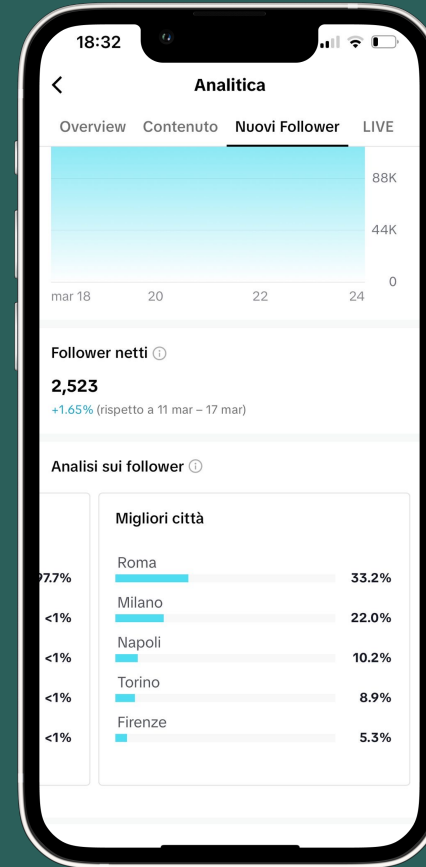 18:32
Analitica
Overview Contenuto Nuovi Follower LIVE
88K
44K
0
mar 18 20 22 24
Follower netti
2,523
+1.65% (rispetto a 11 mar – 17 mar)
Analisi sui follower
Migliori città
Roma
97.7% 33.2%
Milano
<1% 22.0%
Napoli
<1% 10.2%
Torino
<1% 8.9%
Firenze
<1% 5.3%